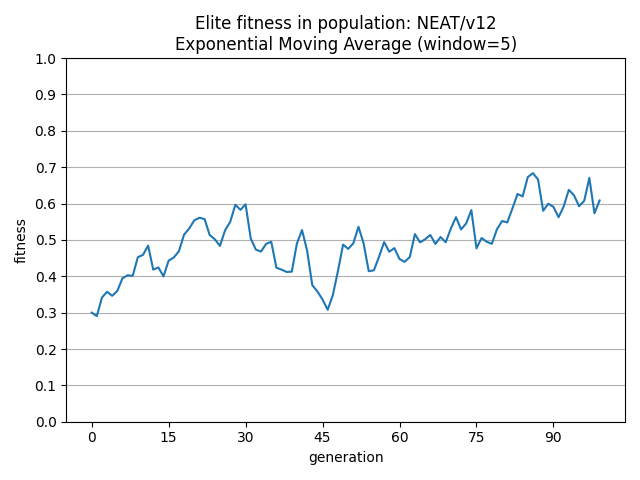 Elite fitness in population: NEAT/v12
Exponential Moving Average (window=5)
1.0
0.9
0.8
0.7
0.6
0.5
0.4
0.3
0.2
0.1
0.0
fitness
0 15 30 45 60 75 90
generation